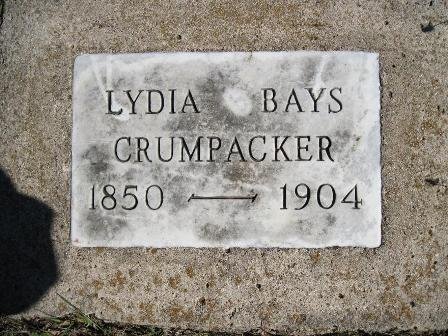 LYDIA BAYS
CRUMPACKER
1850 — 1904